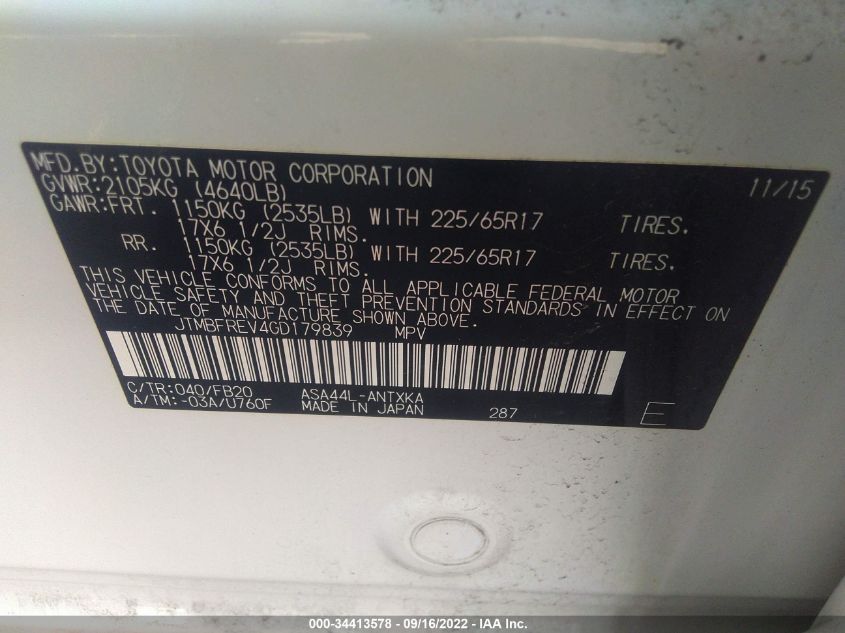 MFD.BY:TOYOTA MOTOR CORPORATION 11/15
GVWR:2105KG (4640LB)
GAWR:FRT. 1150KG (2535LB) WITH 225/65R17 TIRES.
17X6 1/2J RIMS.
RR. 1150KG (2535LB) WITH 225/65R17 TIRES.
17X6 1/2J RIMS.
THIS VEHICLE CONFORMS TO ALL APPLICABLE FEDERAL MOTOR
VEHICLE SAFETY AND THEFT PREVENTION STANDARDS IN EFFECT ON
THE DATE OF MANUFACTURE SHOWN ABOVE.
JTMBFREV4GD179839 MPV
C/TR:040/FB20 ASA44L-ANTXKA
A/TM:-03A/U760F MADE IN JAPAN 287 E
000-34413578 - 09/16/2022 - IAA Inc.